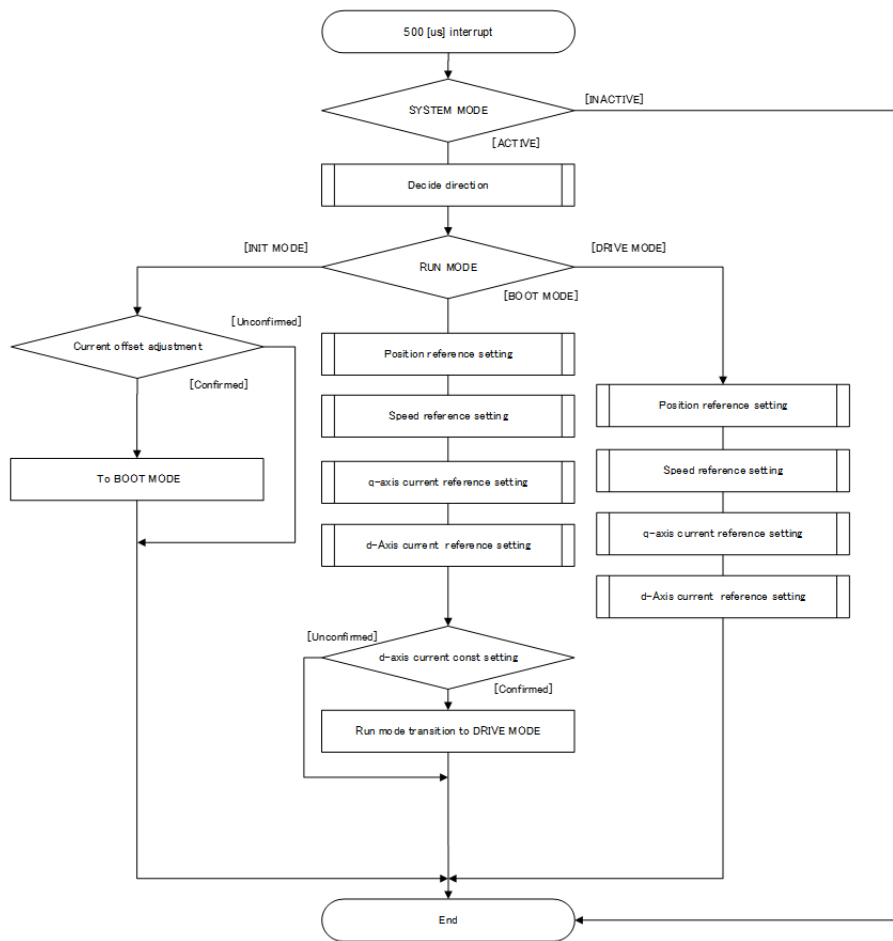 500 [us] interrupt
SYSTEM MODE
[INACTIVE]
[ACTIVE]
Decide direction
[INIT MODE]
RUN MODE
[DRIVE MODE]
[BOOT MODE]
Current offset adjustment
[Unconfirmed]
[Confirmed]
To BOOT MODE
Position reference setting
Speed reference setting
q-axis current reference setting
d-Axis current reference setting
[Unconfirmed]
d-axis current const setting
[Confirmed]
Run mode transition to DRIVE MODE
Position reference setting
Speed reference setting
q-axis current reference setting
d-Axis current reference setting
End